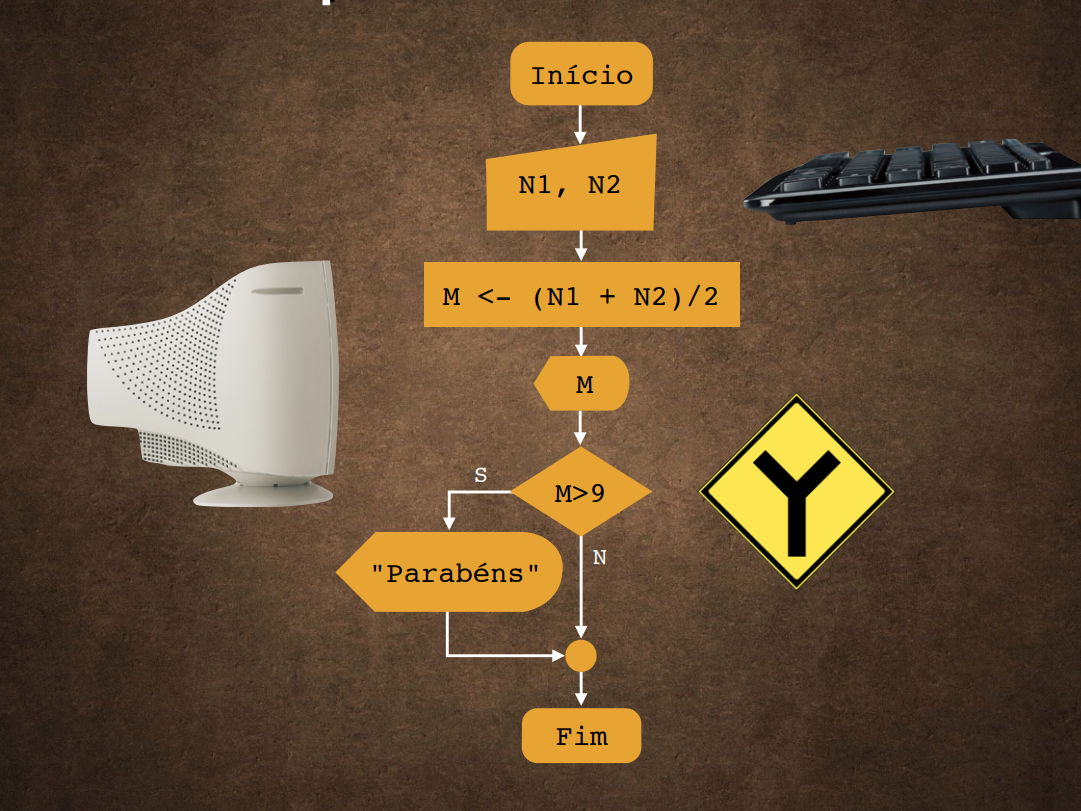 Início
N1, N2
M <- (N1 + N2)/2
M
M>9
S
N
"Parabéns"
Fim